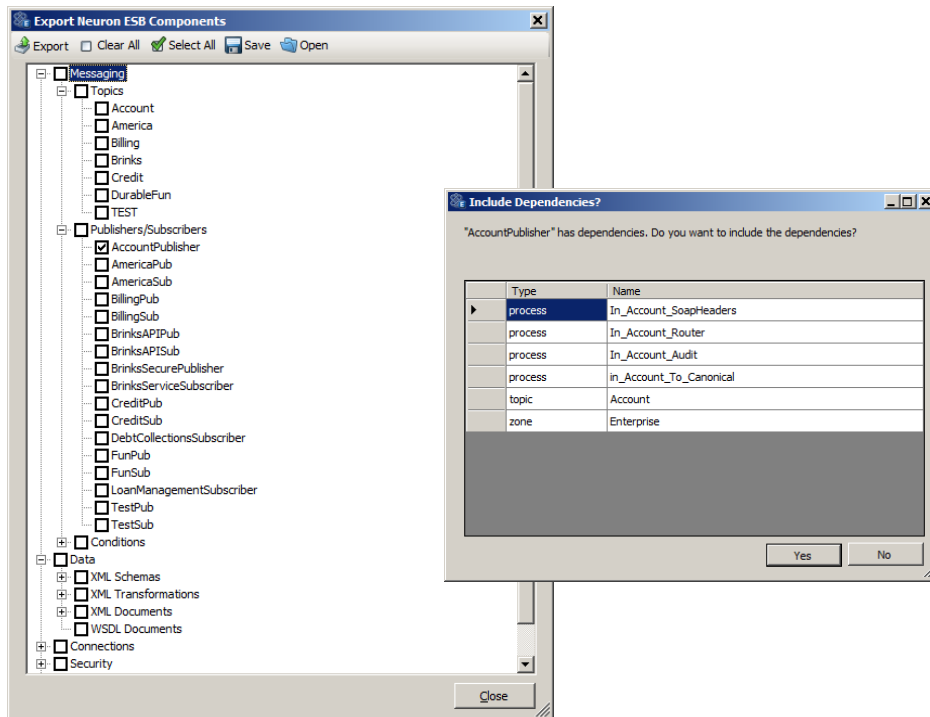 Export Neuron ESB Components
Export Clear All Select All Save Open
Messaging
Topics
Account
America
Billing
Brinks
Credit
DurableFun
TEST
Publishers/Subscribers
AccountPublisher
AmericaPub
AmericaSub
BillingPub
BillingSub
BrinksAPIPub
BrinksAPISub
BrinksSecurePublisher
BrinksServiceSubscriber
CreditPub
CreditSub
DebtCollectionsSubscriber
FunPub
FunSub
LoanManagementSubscriber
TestPub
TestSub
Conditions
Data
XML Schemas
XML Transformations
XML Documents
WSDL Documents
Connections
Security
Close
Include Dependencies?
"AccountPublisher" has dependencies. Do you want to include the dependencies?
Type Name
process In_Account_SoapHeaders
process In_Account_Router
process In_Account_Audit
process in_Account_To_Canonical
topic Account
zone Enterprise
Yes No